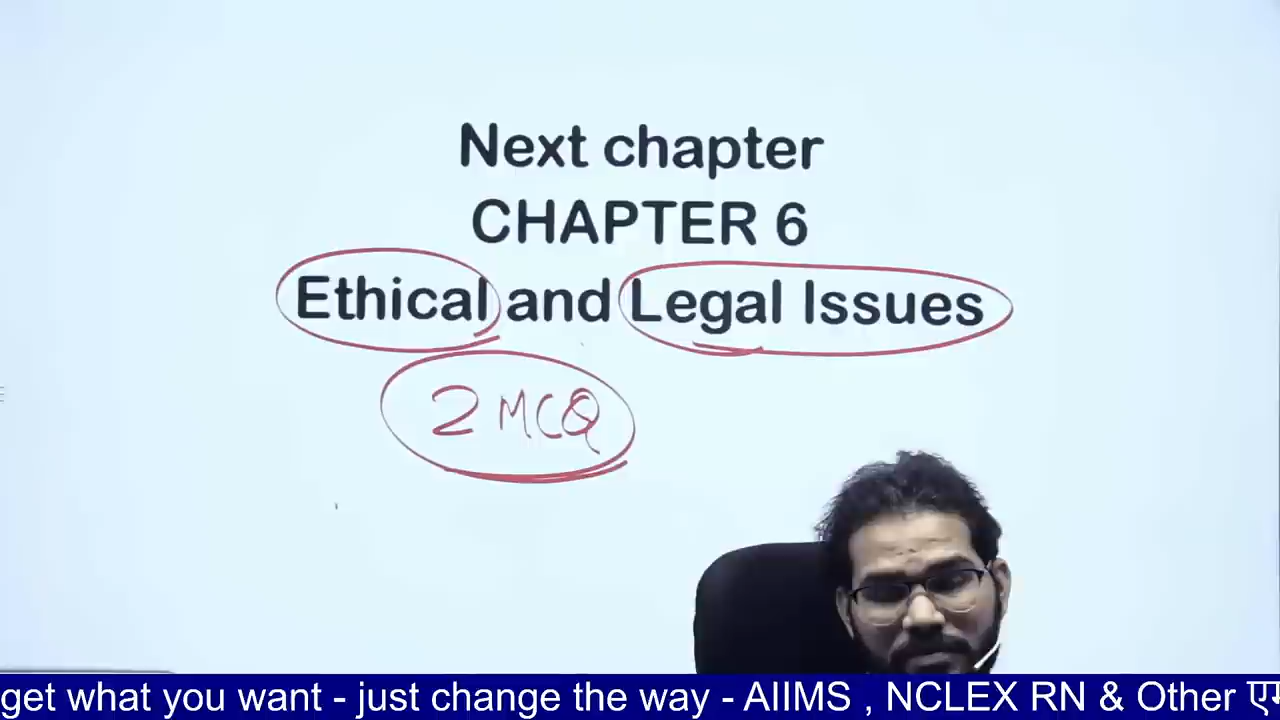 Next chapter
CHAPTER 6
Ethical and Legal Issues
2 MCQ
get what you want - just change the way - AIIMS , NCLEX RN & Other